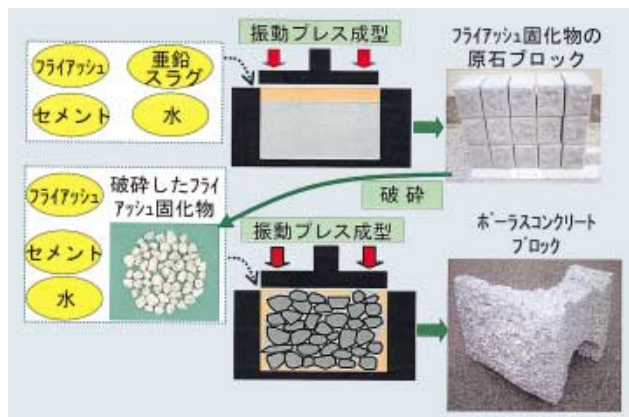 振動プレス成型
フライアッシュ
亜鉛
スラグ
セメント
水
フライアッシュ固化物の
原石ブロック
フライアッシュ
破砕したフライ
アッシュ固化物
セメント
水
破砕
振動プレス成型
ポーラスコンクリート
ブロック